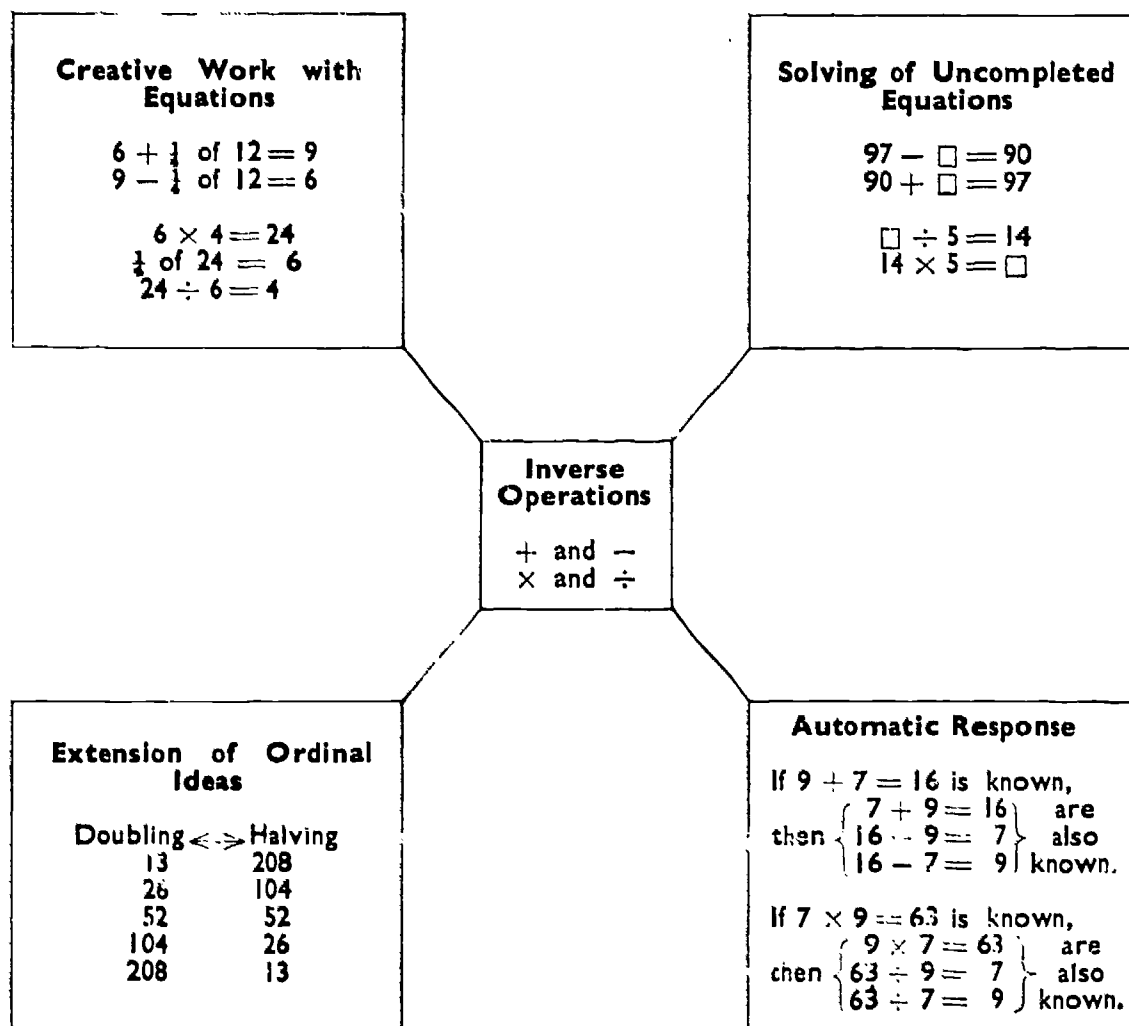 Creative Work with
Equations
6 + ¼ of 12 = 9
9 − ¼ of 12 = 6
6 × 4 = 24
¼ of 24 = 6
24 ÷ 6 = 4
Solving of Uncompleted
Equations
97 − □ = 90
90 + □ = 97
□ ÷ 5 = 14
14 × 5 = □
Inverse
Operations
+ and −
× and ÷
Extension of Ordinal
Ideas
Doubling <-> Halving
13 208
26 104
52 52
104 26
208 13
Automatic Response
If 9 + 7 = 16 is known,
7 + 9 = 16 are
then 16 − 9 = 7 also
16 − 7 = 9 known.
If 7 × 9 = 63 is known,
9 × 7 = 63 are
then 63 ÷ 9 = 7 also
63 ÷ 7 = 9 known.